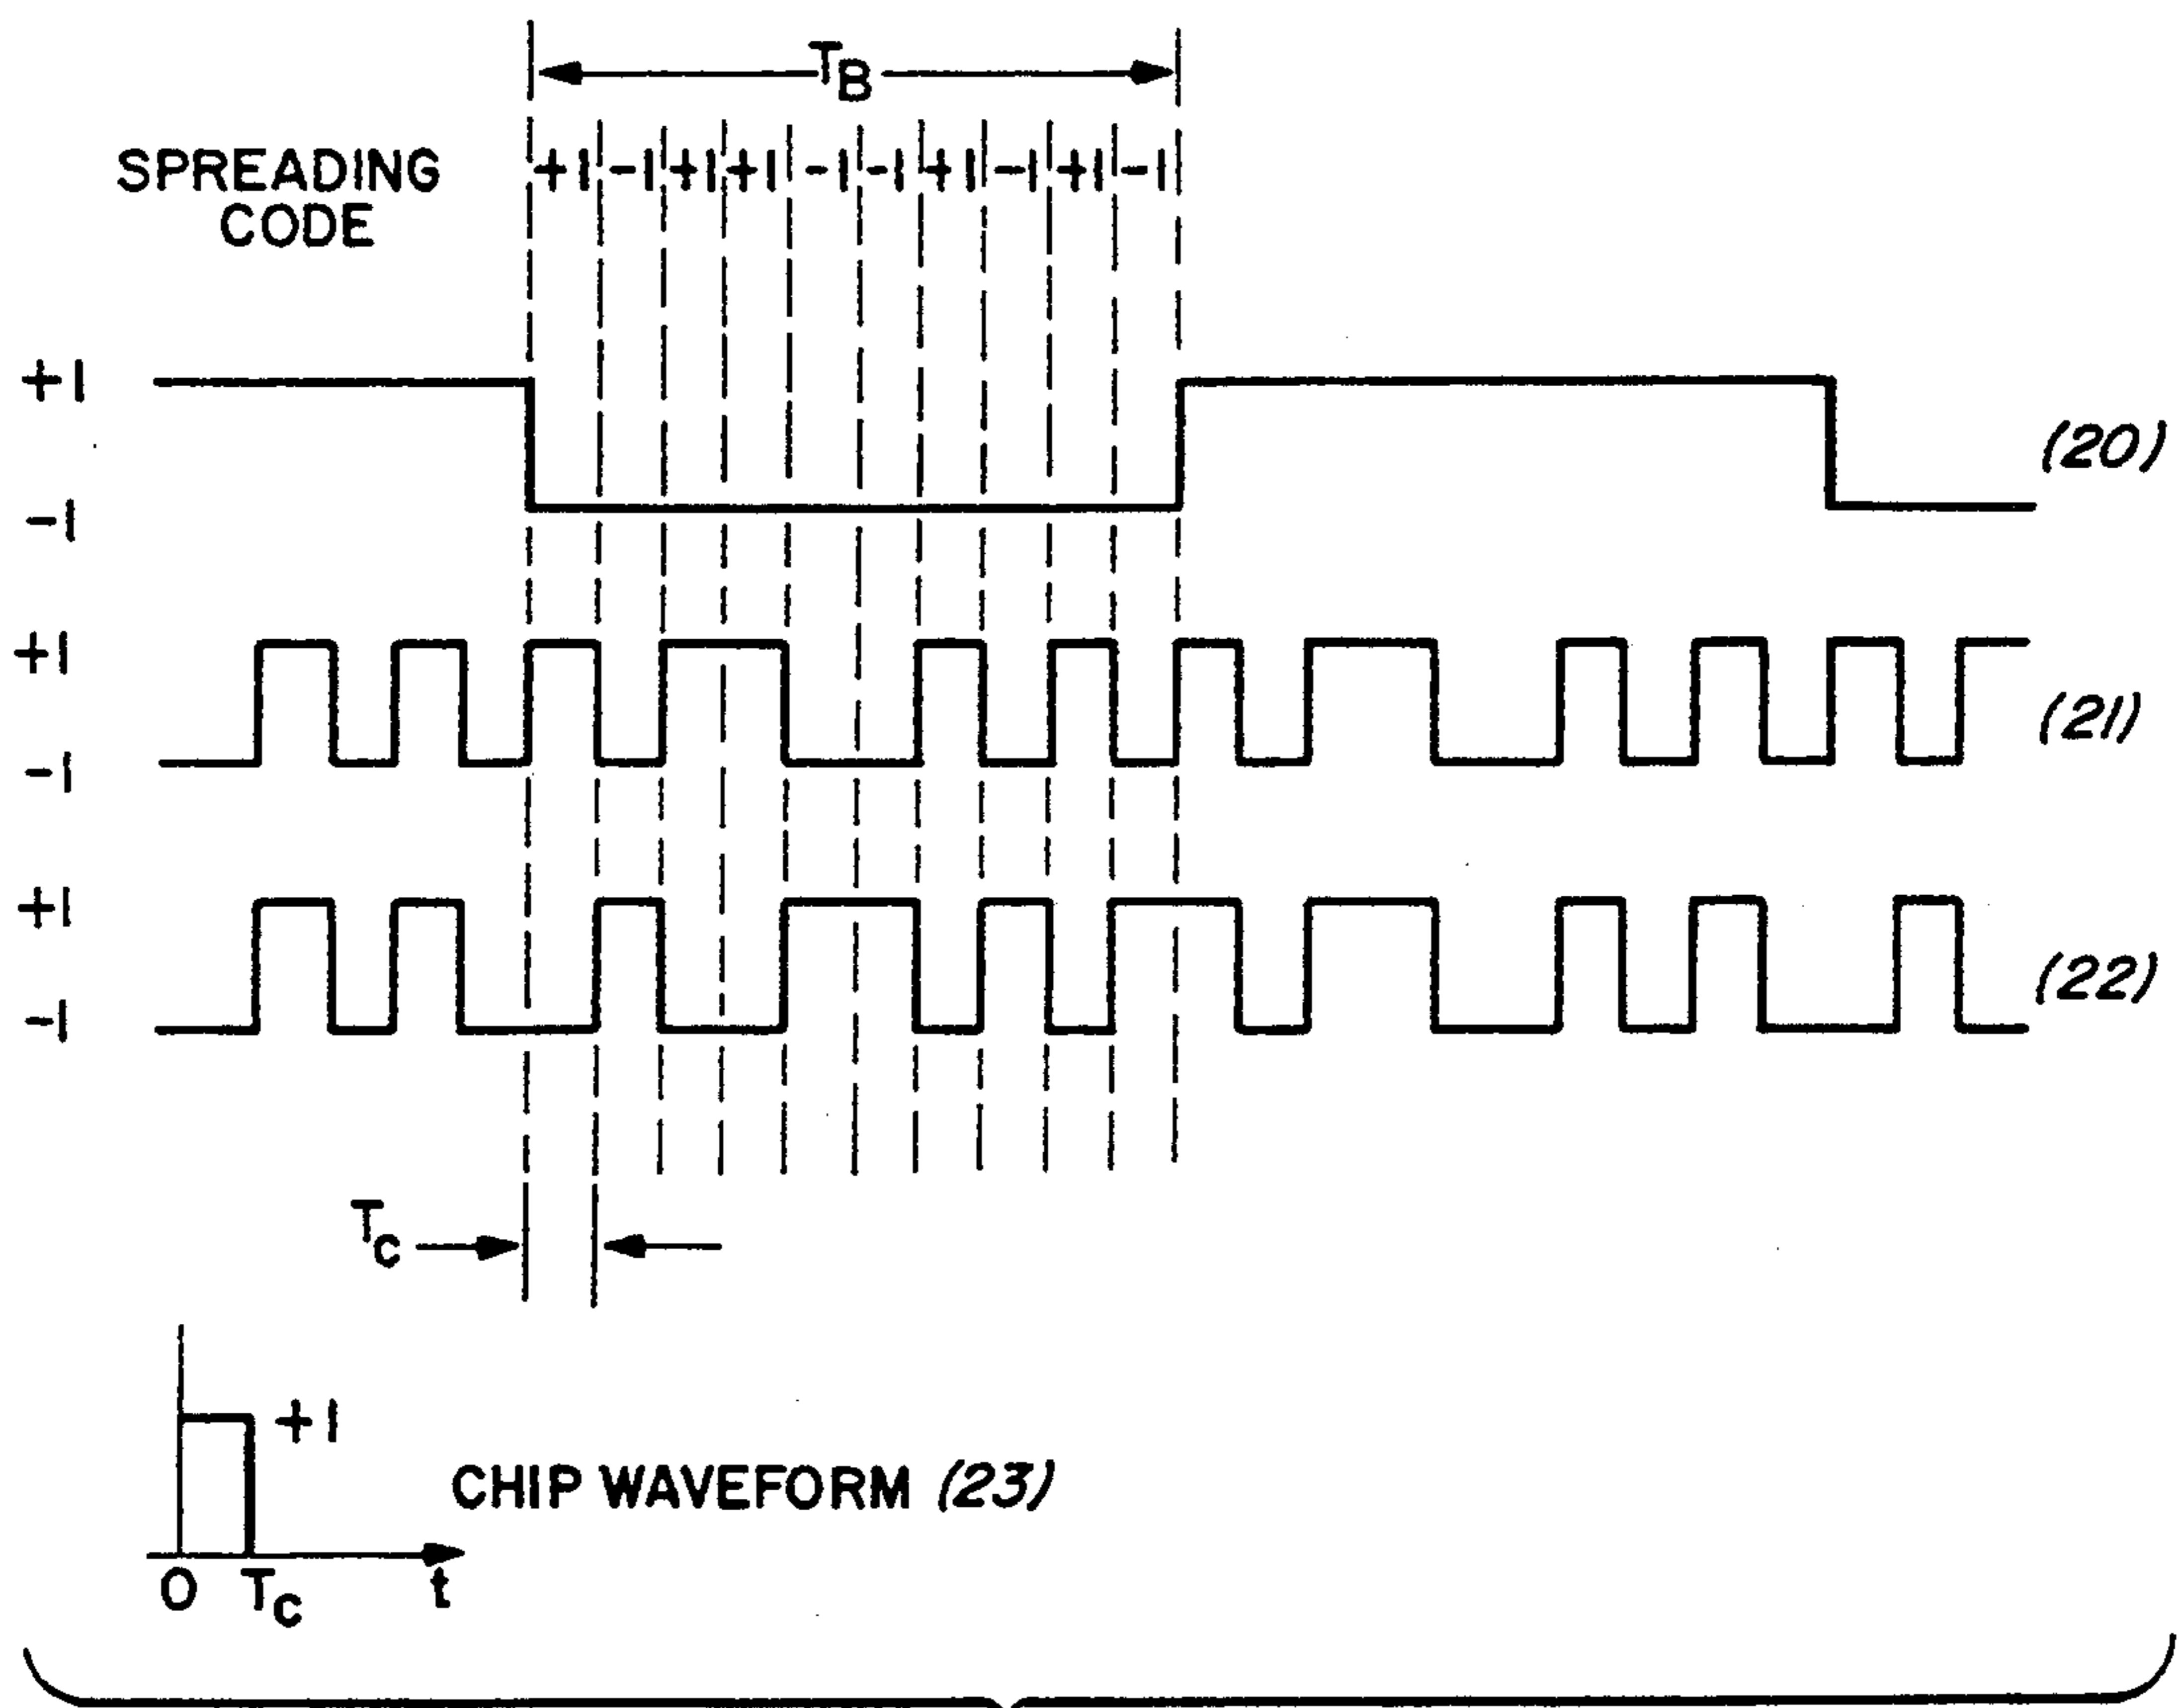 T_B
SPREADING
CODE
+1 -1 +1 +1 -1 -1 +1 -1 +1 -1
+1
-1
(20)
+1
-1
(21)
+1
-1
(22)
T_C
+1
CHIP WAVEFORM (23)
0 T_C t